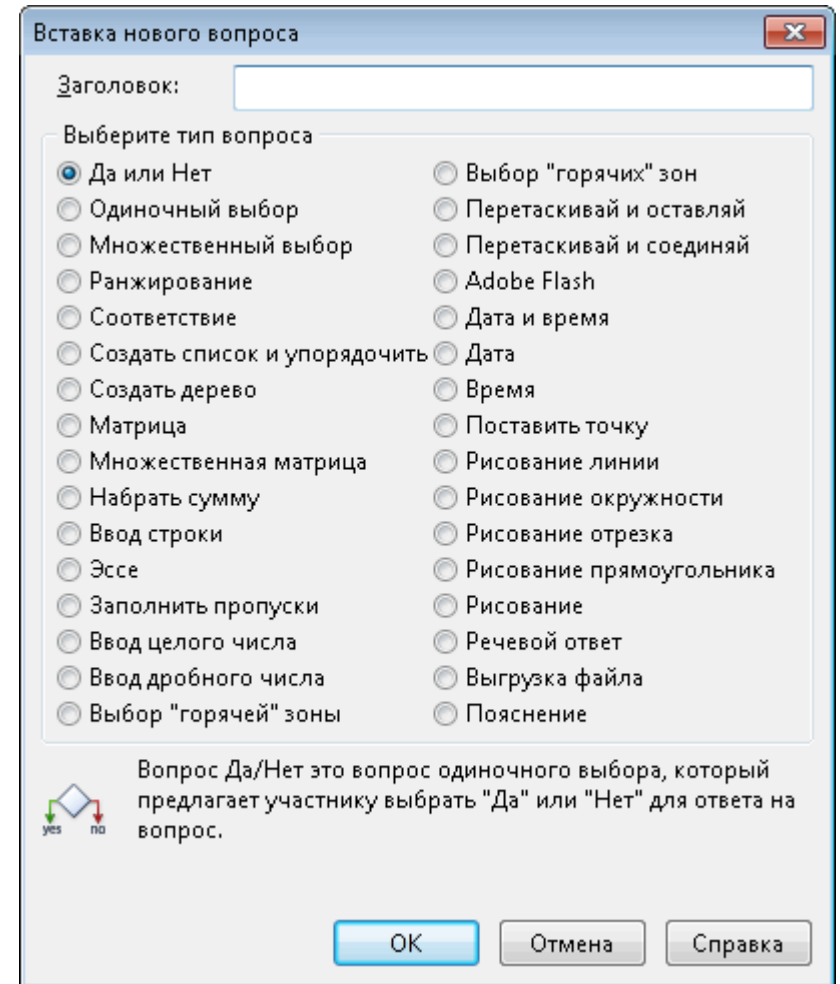 Вставка нового вопроса
Заголовок:
Выберите тип вопроса
Да или Нет
Одиночный выбор
Множественный выбор
Ранжирование
Соответствие
Создать список и упорядочить
Создать дерево
Матрица
Множественная матрица
Набрать сумму
Ввод строки
Эссе
Заполнить пропуски
Ввод целого числа
Ввод дробного числа
Выбор "горячей" зоны
Выбор "горячих" зон
Перетаскивай и оставляй
Перетаскивай и соединяй
Adobe Flash
Дата и время
Дата
Время
Поставить точку
Рисование линии
Рисование окружности
Рисование отрезка
Рисование прямоугольника
Рисование
Речевой ответ
Выгрузка файла
Пояснение
yes no
Вопрос Да/Нет это вопрос одиночного выбора, который
предлагает участнику выбрать "Да" или "Нет" для ответа на
вопрос.
OK Отмена Справка